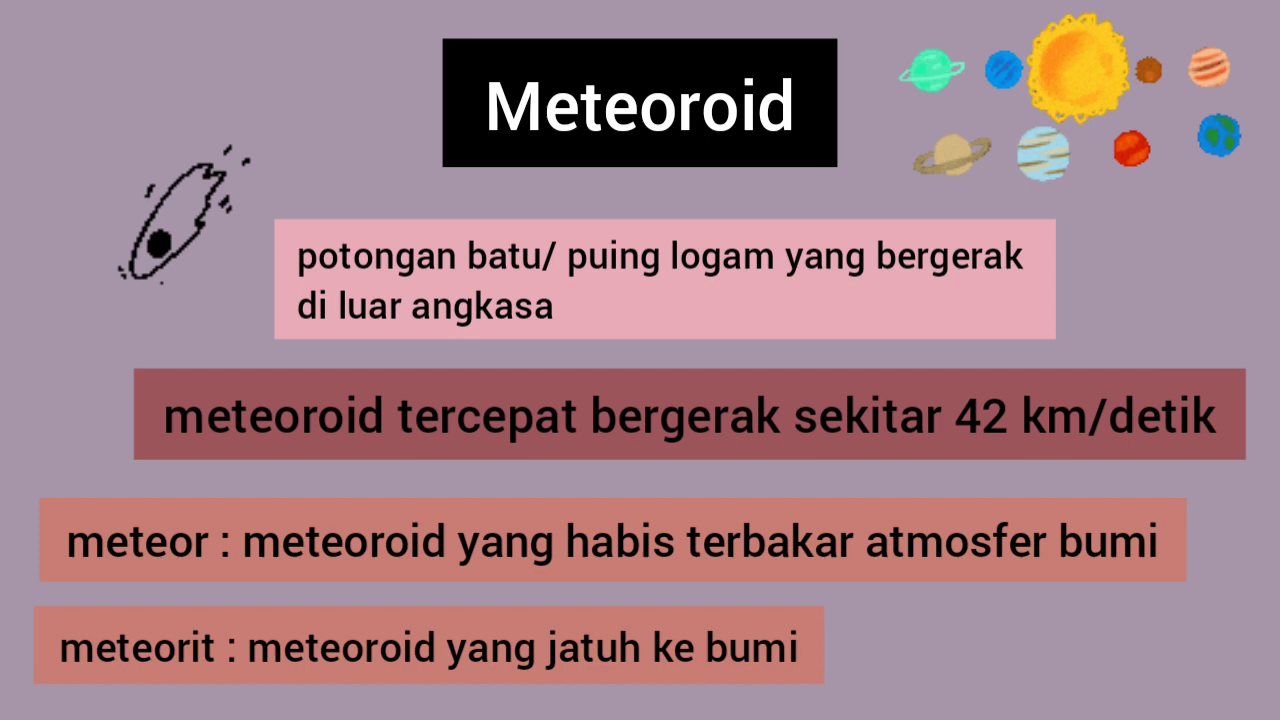 Meteoroid
potongan batu/ puing logam yang bergerak
di luar angkasa
meteoroid tercepat bergerak sekitar 42 km/detik
meteor : meteoroid yang habis terbakar atmosfer bumi
meteorit : meteoroid yang jatuh ke bumi